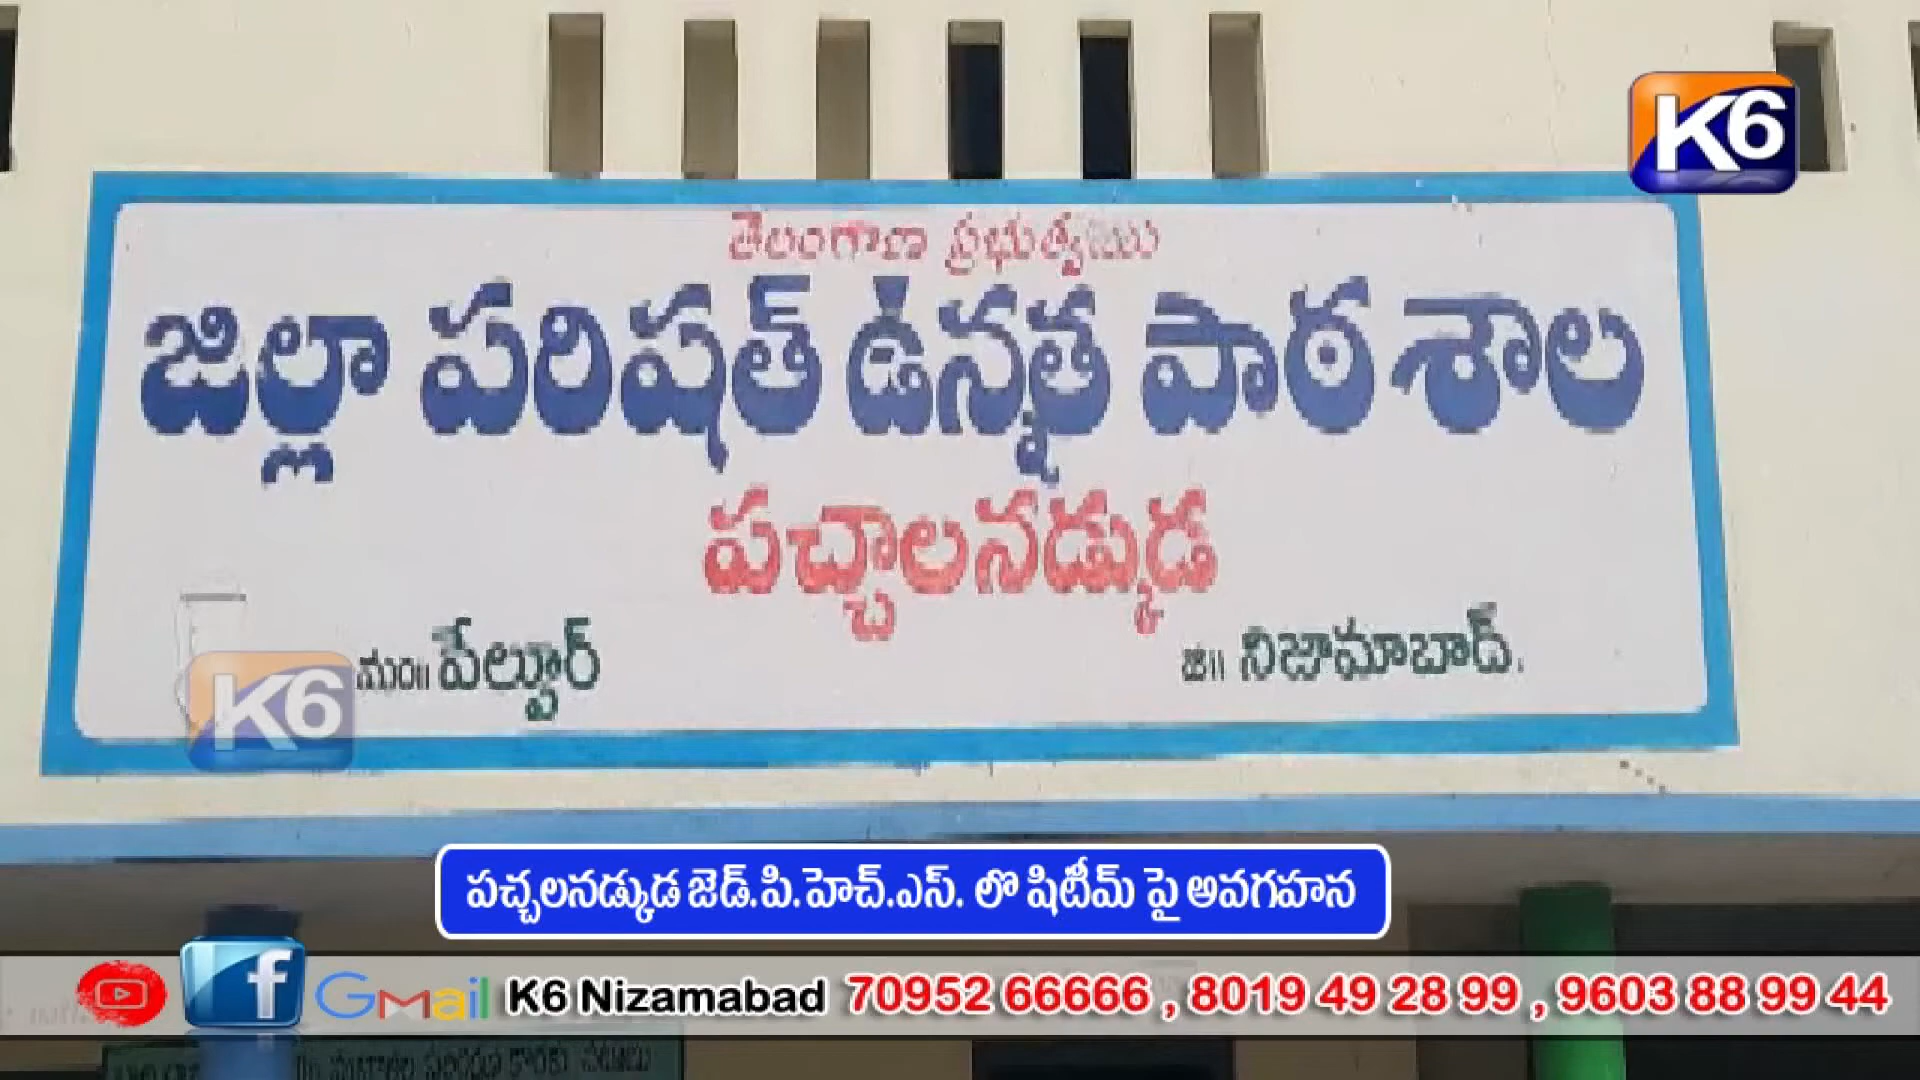 K6
తెలంగాణ ప్రభుత్వము
జిల్లా పరిషత్ ఉన్నత పాఠశాల
పచ్చాలనడ్కుడ
మం॥ వేల్పూర్
జి॥ నిజామాబాద్.
K6
పచ్చలనడ్కుడ జెడ్.పి.హెచ్.ఎస్. లొ షిటీమ్ పై అవగహన
f Gmail K6 Nizamabad 70952 66666 , 8019 49 28 99 , 9603 88 99 44